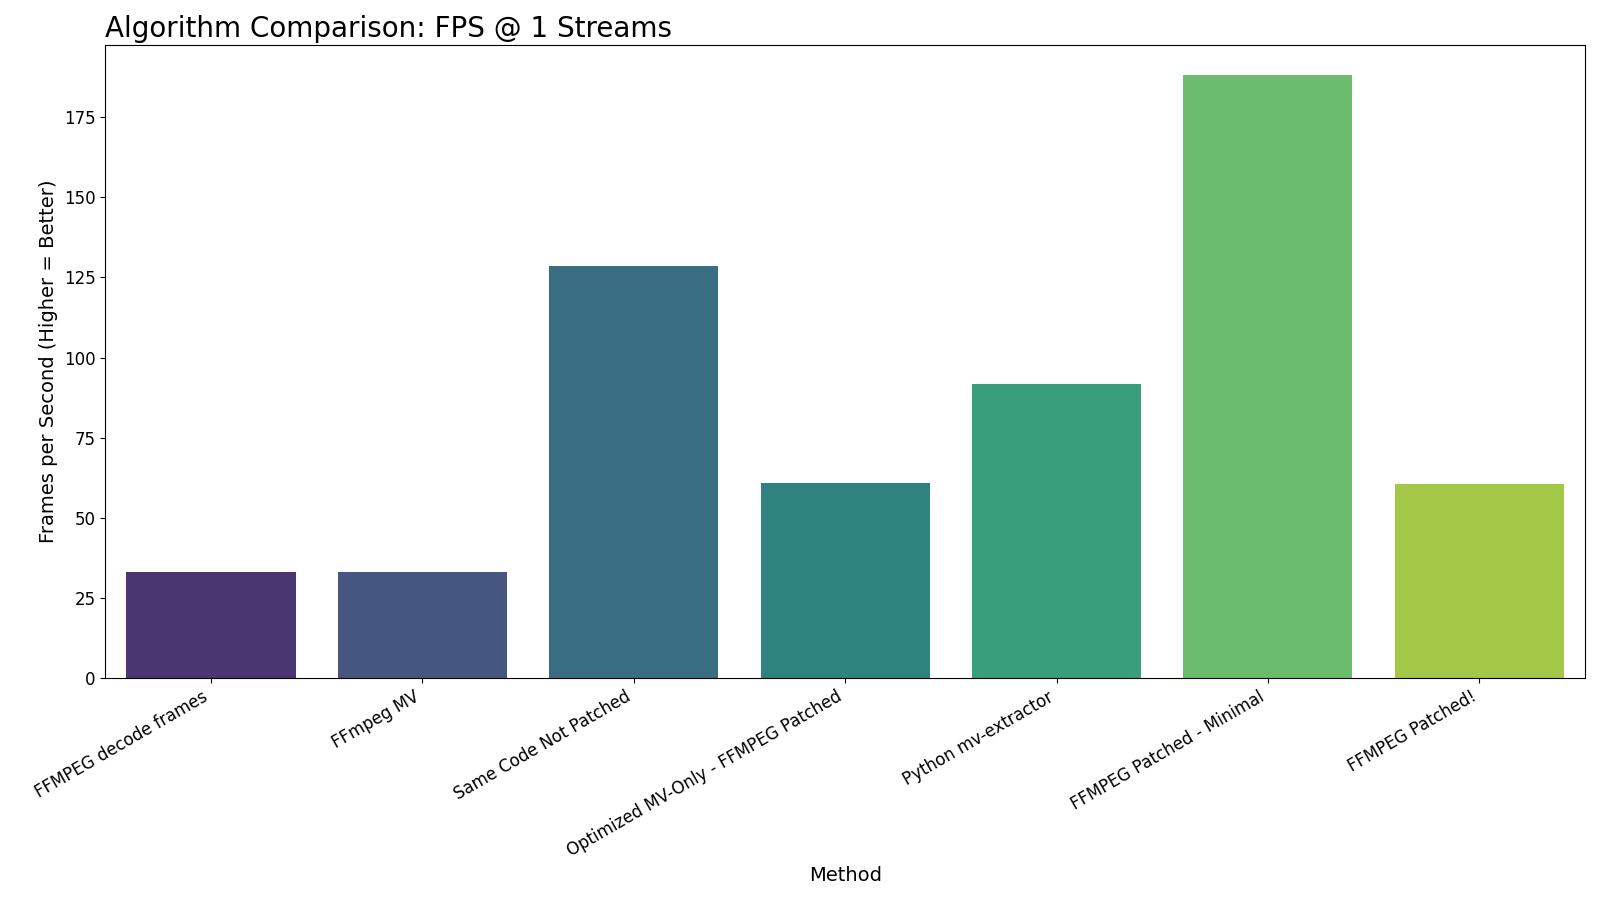 Algorithm Comparison: FPS @ 1 Streams
Frames per Second (Higher = Better)
175
150
125
100
75
50
25
0
FFMPEG decode frames
FFmpeg MV
Same Code Not Patched
Optimized MV-Only - FFMPEG Patched
Python mv-extractor
FFMPEG Patched - Minimal
FFMPEG Patched!
Method